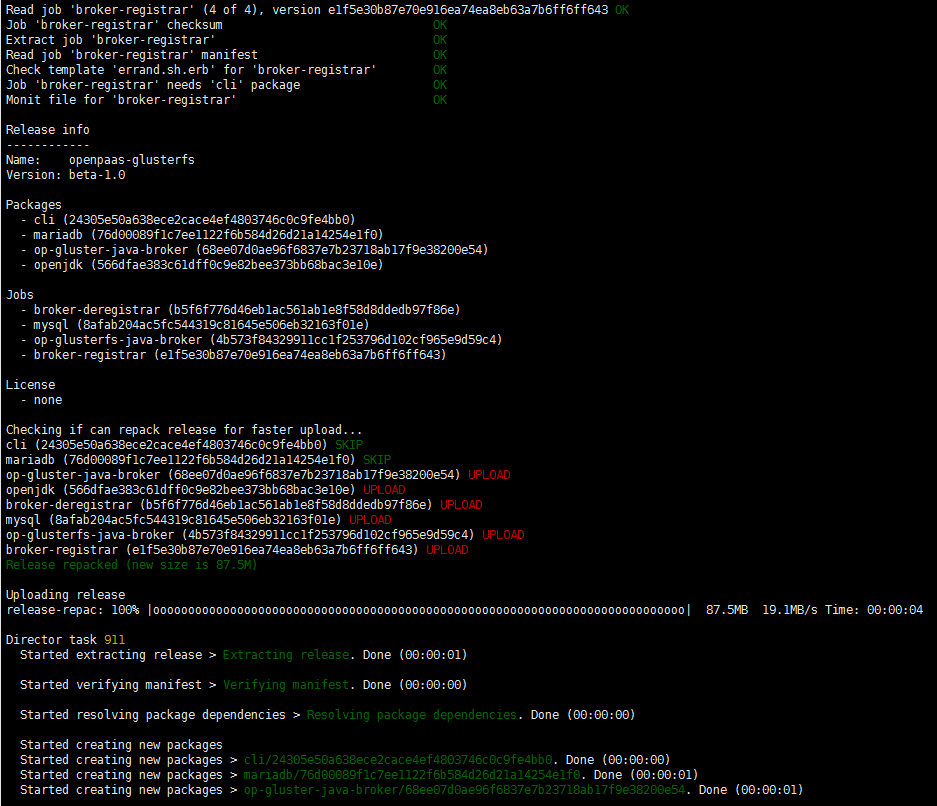 Read job 'broker-registrar' (4 of 4), version e1f5e30b87e70e916ea74ea8eb63a7b6ff6ff643 OK
Job 'broker-registrar' checksum OK
Extract job 'broker-registrar' OK
Read job 'broker-registrar' manifest OK
Check template 'errand.sh.erb' for 'broker-registrar' OK
Job 'broker-registrar' needs 'cli' package OK
Monit file for 'broker-registrar' OK
Release info
------------
Name: openpaas-glusterfs
Version: beta-1.0
Packages
- cli (24305e50a638ece2cace4ef4803746c0c9fe4bb0)
- mariadb (76d00089f1c7ee1122f6b584d26d21a14254e1f0)
- op-gluster-java-broker (68ee07d0ae96f6837e7b23718ab17f9e38200e54)
- openjdk (566dfae383c61dff0c9e82bee373bb68bac3e10e)
Jobs
- broker-deregistrar (b5f6f776d46eb1ac561ab1e8f58d8ddedb97f86e)
- mysql (8afab204ac5fc544319c81645e506eb32163f01e)
- op-glusterfs-java-broker (4b573f84329911cc1f253796d102cf965e9d59c4)
- broker-registrar (e1f5e30b87e70e916ea74ea8eb63a7b6ff6ff643)
License
- none
Checking if can repack release for faster upload...
cli (24305e50a638ece2cace4ef4803746c0c9fe4bb0) SKIP
mariadb (76d00089f1c7ee1122f6b584d26d21a14254e1f0) SKIP
op-gluster-java-broker (68ee07d0ae96f6837e7b23718ab17f9e38200e54) UPLOAD
openjdk (566dfae383c61dff0c9e82bee373bb68bac3e10e) UPLOAD
broker-deregistrar (b5f6f776d46eb1ac561ab1e8f58d8ddedb97f86e) UPLOAD
mysql (8afab204ac5fc544319c81645e506eb32163f01e) UPLOAD
op-glusterfs-java-broker (4b573f84329911cc1f253796d102cf965e9d59c4) UPLOAD
broker-registrar (e1f5e30b87e70e916ea74ea8eb63a7b6ff6ff643) UPLOAD
Release repacked (new size is 87.5M)
Uploading release
release-repac: 100% |oooooooooooooooooooooooooooooooooooooooooooooooooooooooooooooooooooooooooooo| 87.5MB 19.1MB/s Time: 00:00:04
Director task 911
Started extracting release > Extracting release. Done (00:00:01)
Started verifying manifest > Verifying manifest. Done (00:00:00)
Started resolving package dependencies > Resolving package dependencies. Done (00:00:00)
Started creating new packages
Started creating new packages > cli/24305e50a638ece2cace4ef4803746c0c9fe4bb0. Done (00:00:00)
Started creating new packages > mariadb/76d00089f1c7ee1122f6b584d26d21a14254e1f0. Done (00:00:01)
Started creating new packages > op-gluster-java-broker/68ee07d0ae96f6837e7b23718ab17f9e38200e54. Done (00:00:01)